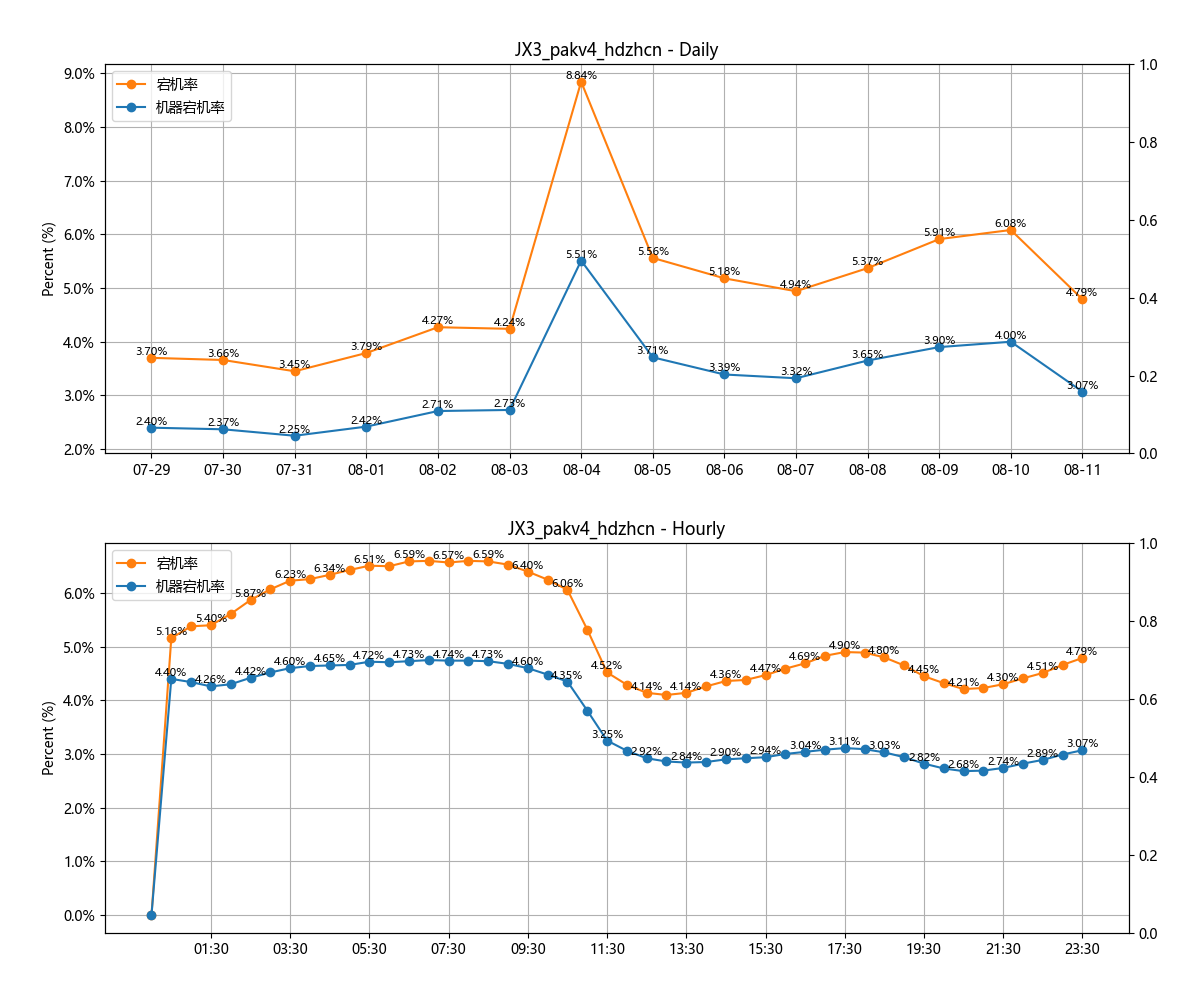 JX3_pakv4_hdzhcn - Daily
宕机率
机器宕机率
Percent (%)
9.0%
8.0%
7.0%
6.0%
5.0%
4.0%
3.0%
2.0%
1.0
0.8
0.6
0.4
0.2
0.0
3.70% 3.66% 3.45% 3.79% 4.27% 4.24% 8.84% 5.56% 5.18% 4.94% 5.37% 5.91% 6.08% 4.79%
2.40% 2.37% 2.25% 2.42% 2.71% 2.73% 5.51% 3.71% 3.39% 3.32% 3.65% 3.90% 4.00% 3.07%
07-29 07-30 07-31 08-01 08-02 08-03 08-04 08-05 08-06 08-07 08-08 08-09 08-10 08-11
JX3_pakv4_hdzhcn - Hourly
宕机率
机器宕机率
Percent (%)
6.0%
5.0%
4.0%
3.0%
2.0%
1.0%
0.0%
1.0
0.8
0.6
0.4
0.2
0.0
5.16% 5.40% 5.87% 6.23% 6.34% 6.51% 6.59% 6.57% 6.59% 6.40% 6.06% 4.52% 4.14% 4.14% 4.36% 4.47% 4.69% 4.90% 4.80% 4.45% 4.21% 4.30% 4.51% 4.79%
4.40% 4.26% 4.42% 4.60% 4.65% 4.72% 4.73% 4.74% 4.73% 4.60% 4.35% 3.25% 2.92% 2.84% 2.90% 2.94% 3.04% 3.11% 3.03% 2.82% 2.68% 2.74% 2.89% 3.07%
01:30 03:30 05:30 07:30 09:30 11:30 13:30 15:30 17:30 19:30 21:30 23:30